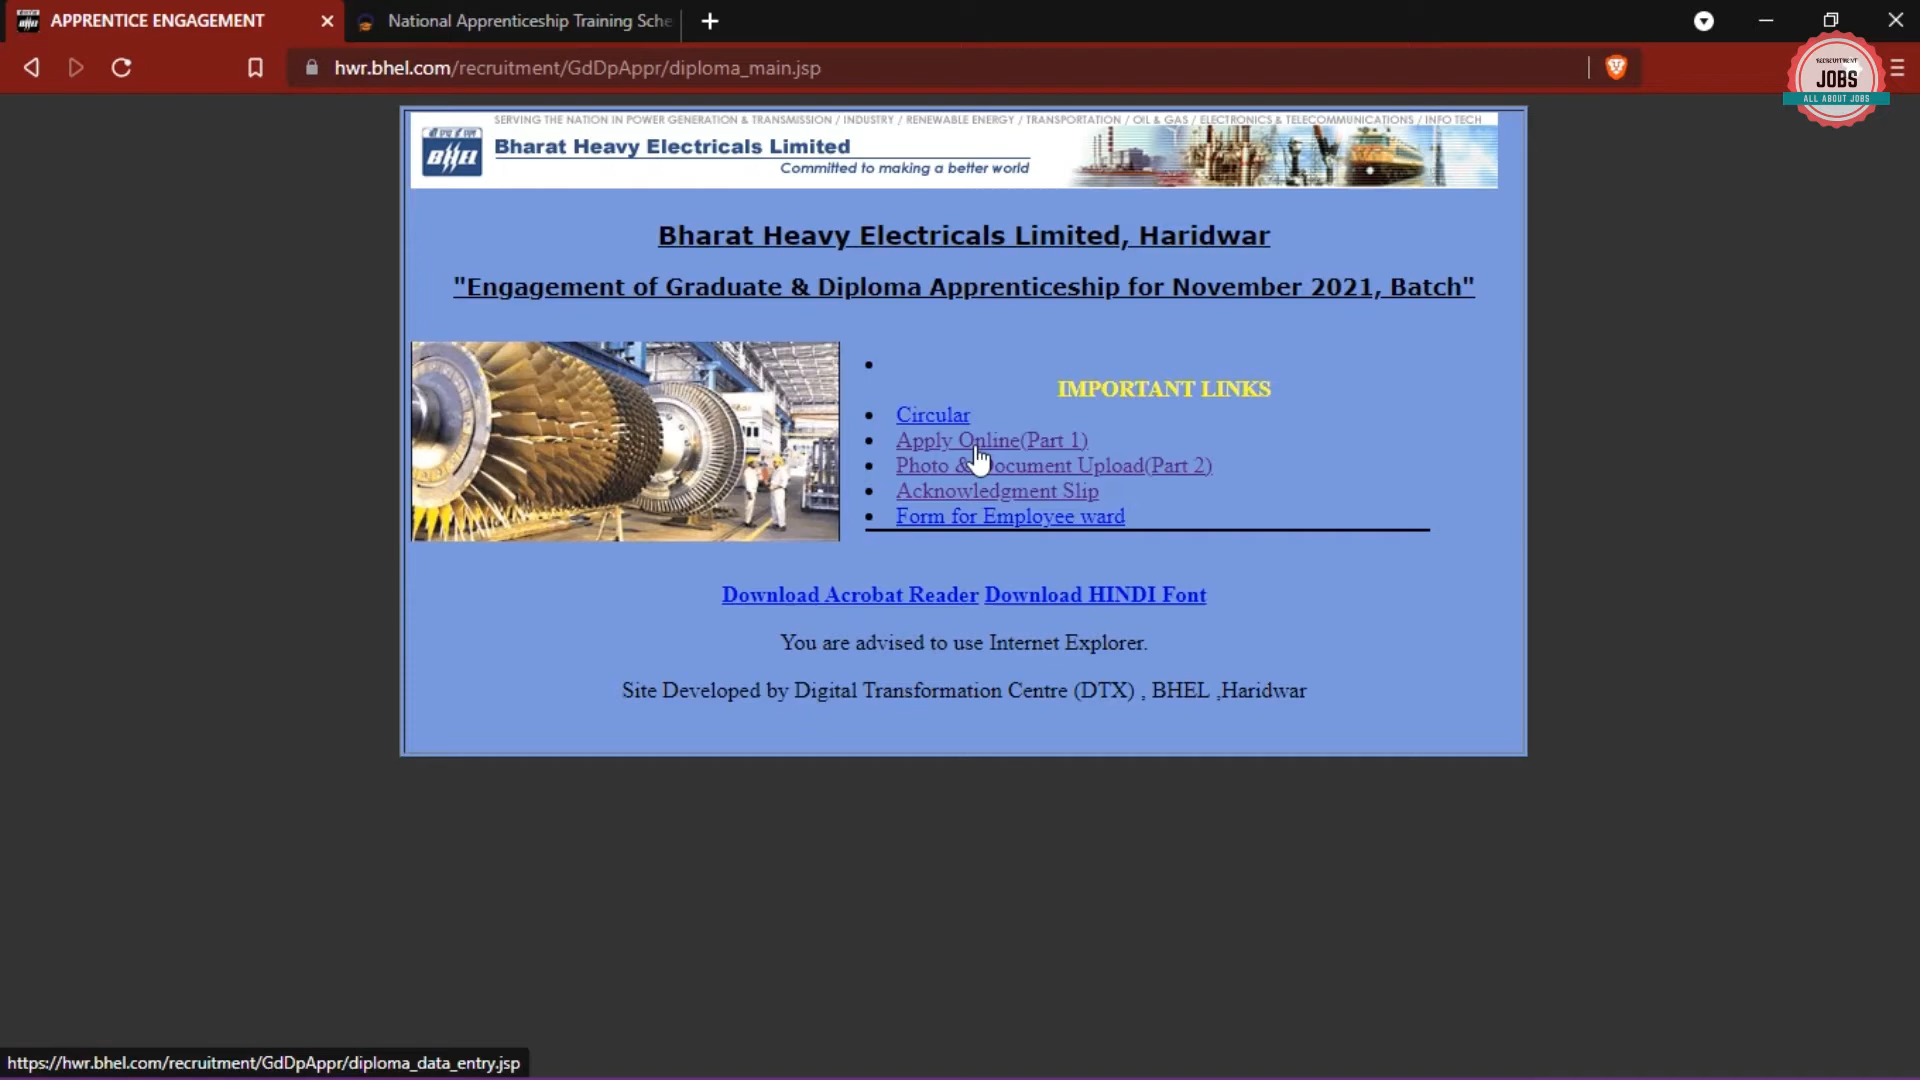 APPRENTICE ENGAGEMENT
National Apprenticeship Training Sche
hwr.bhel.com/recruitment/GdDpAppr/diploma_main.jsp
RECRUITMENT
JOBS
ALL ABOUT JOBS
SERVING THE NATION IN POWER GENERATION & TRANSMISSION / INDUSTRY / RENEWABLE ENERGY / TRANSPORTATION / OIL & GAS / ELECTRONICS & TELECOMMUNICATIONS / INFO TECH
बी एच ई एल
BHEL
Bharat Heavy Electricals Limited
Committed to making a better world
Bharat Heavy Electricals Limited, Haridwar
"Engagement of Graduate & Diploma Apprenticeship for November 2021, Batch"
IMPORTANT LINKS
Circular
Apply Online(Part 1)
Photo & Document Upload(Part 2)
Acknowledgment Slip
Form for Employee ward
Download Acrobat Reader Download HINDI Font
You are advised to use Internet Explorer.
Site Developed by Digital Transformation Centre (DTX) , BHEL ,Haridwar
https://hwr.bhel.com/recruitment/GdDpAppr/diploma_data_entry.jsp